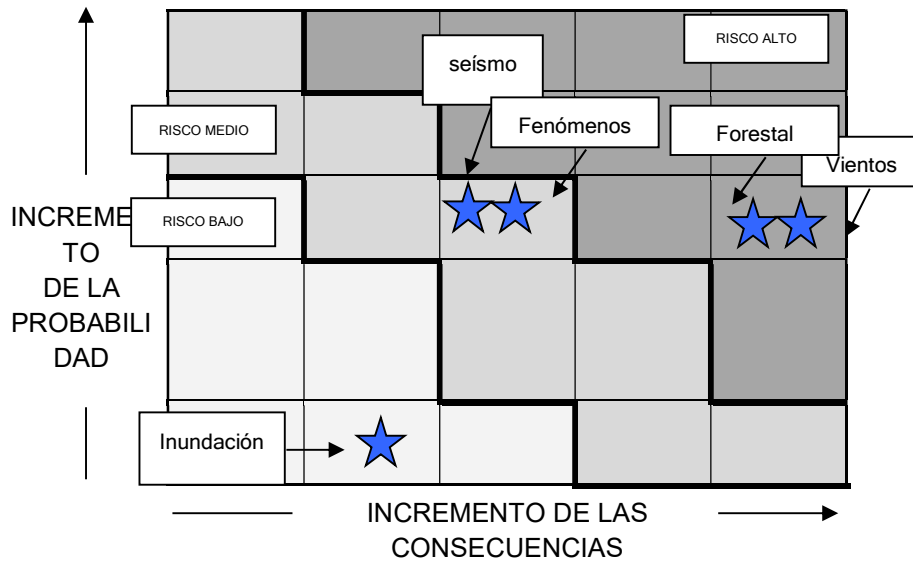 RISCO ALTO
seísmo
Fenómenos
Forestal
RISCO MEDIO
Vientos
RISCO BAJO
INCREME
TO
DE LA
PROBABILI
DAD
Inundación
INCREMENTO DE LAS
CONSECUENCIAS